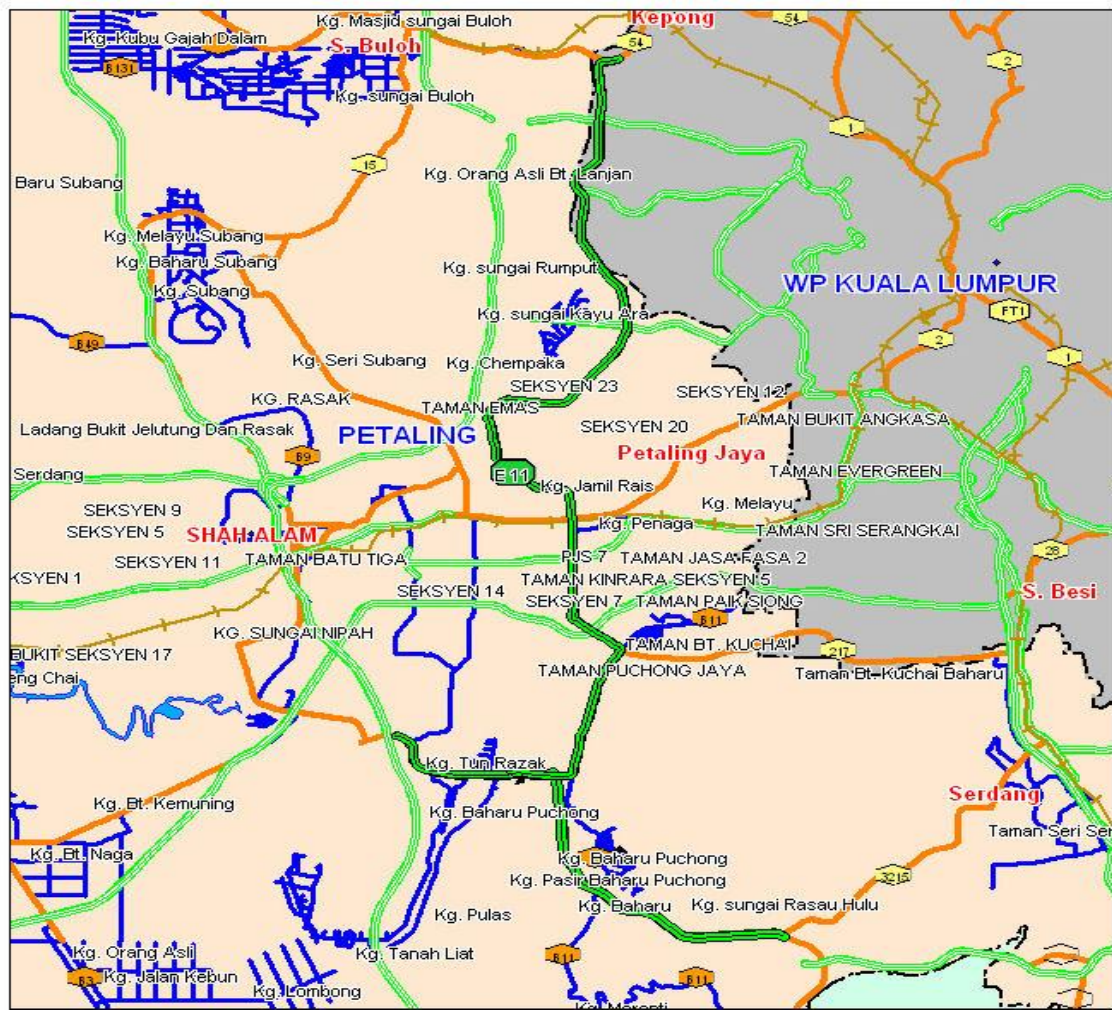 Kg. Masjid sungai Buloh
Kepong
54
54
Kg. Kubu Gajah Dalam
S. Buloh
B131
2
Kg. sungai Buloh
1
15
Kg. Orang Asli Bt. Lanjan
Baru Subang
Kg. Melayu Subang
Kg. Baharu Subang
Kg. sungai Rumput
Kg. Subang
WP KUALA LUMPUR
Kg. sungai Kayu Ara
FT1
B49
2
1
Kg. Seri Subang
Kg. Chempaka
SEKSYEN 23
SEKSYEN 12
KG. RASAK
TAMAN EMAS
TAMAN BUKIT ANGKASA
Ladang Bukit Jelutung Dan Rasak
PETALING
SEKSYEN 20
B9
Petaling Jaya
Serdang
E 11
TAMAN EVERGREEN
Kg. Jamil Rais
SEKSYEN 9
Kg. Melayu
SEKSYEN 5
SHAH ALAM
Kg. Penaga
TAMAN SRI SERANGKAI
28
SEKSYEN 11
TAMAN BATU TIGA
PJS 7
TAMAN JASA FASA 2
KSYEN 1
TAMAN KINRARA SEKSYEN 5
SEKSYEN 14
SEKSYEN 7
TAMAN PAIK SIONG
S. Besi
B11
KG. SUNGAI NIPAH
TAMAN BT. KUCHAI
BUKIT SEKSYEN 17
217
eng Chai
TAMAN PUCHONG JAYA
Taman Bt. Kuchai Baharu
Kg. Tun Razak
Kg. Bt. Kemuning
Serdang
Kg. Baharu Puchong
Taman Seri Ser
Kg. Bt. Naga
Kg. Baharu Puchong
Kg. Pasir Baharu Puchong
3215
Kg. Pulas
Kg. Baharu
Kg. sungai Rasau Hulu
Kg. Orang Asli
Kg. Tanah Liat
B11
B3
Kg. Jalan Kebun
B11
Kg. Lombong